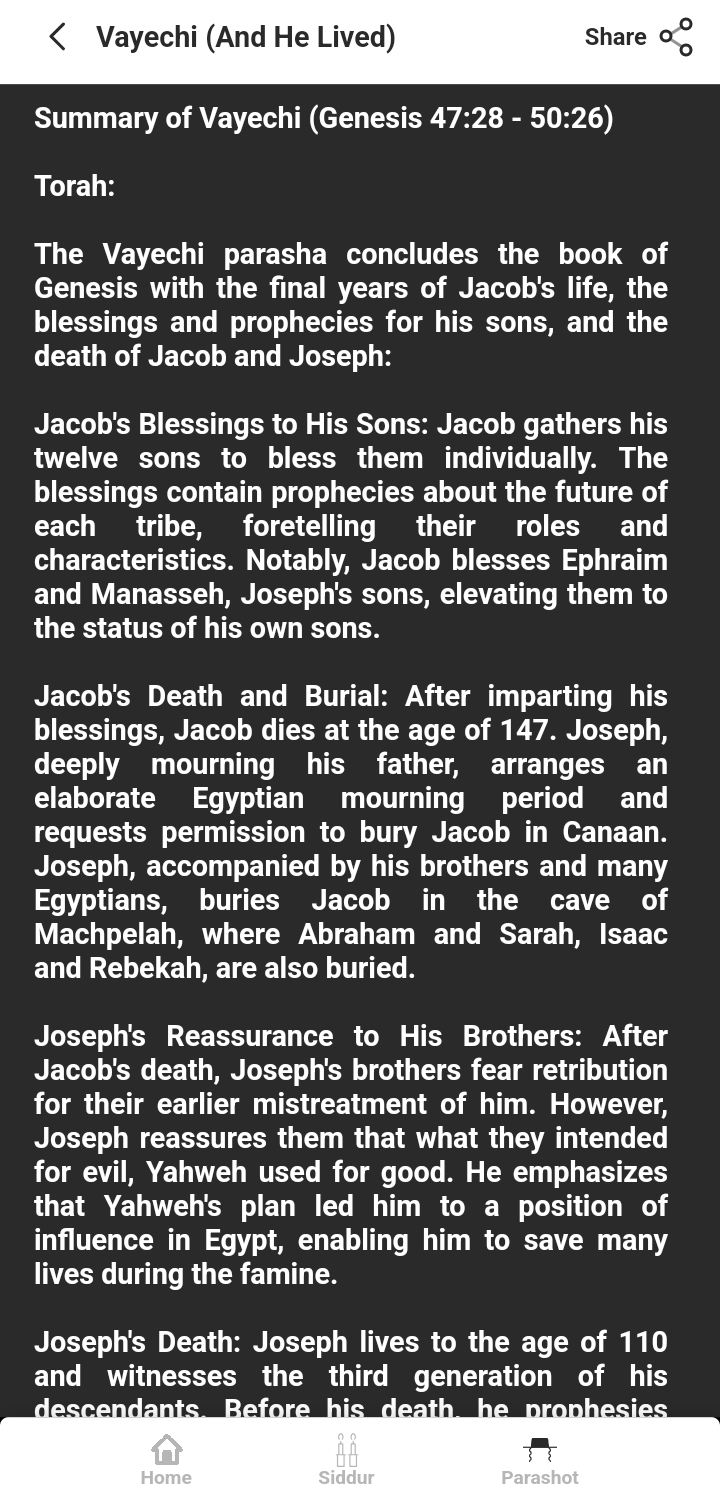 Vayechi (And He Lived)
Share
Summary of Vayechi (Genesis 47:28 - 50:26)
Torah:
The Vayechi parasha concludes the book of
Genesis with the final years of Jacob's life, the
blessings and prophecies for his sons, and the
death of Jacob and Joseph:
Jacob's Blessings to His Sons: Jacob gathers his
twelve sons to bless them individually. The
blessings contain prophecies about the future of
each tribe, foretelling their roles and
characteristics. Notably, Jacob blesses Ephraim
and Manasseh, Joseph's sons, elevating them to
the status of his own sons.
Jacob's Death and Burial: After imparting his
blessings, Jacob dies at the age of 147. Joseph,
deeply mourning his father, arranges an
elaborate Egyptian mourning period and
requests permission to bury Jacob in Canaan.
Joseph, accompanied by his brothers and many
Egyptians, buries Jacob in the cave of
Machpelah, where Abraham and Sarah, Isaac
and Rebekah, are also buried.
Joseph's Reassurance to His Brothers: After
Jacob's death, Joseph's brothers fear retribution
for their earlier mistreatment of him. However,
Joseph reassures them that what they intended
for evil, Yahweh used for good. He emphasizes
that Yahweh's plan led him to a position of
influence in Egypt, enabling him to save many
lives during the famine.
Joseph's Death: Joseph lives to the age of 110
and witnesses the third generation of his
descendants. Before his death, he prophesies
Home
Siddur
Parashot